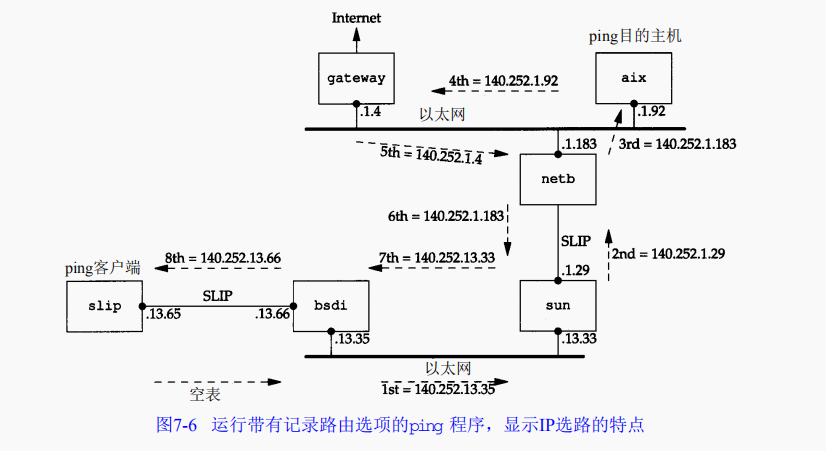 Internet
ping目的主机
gateway
4th = 140.252.1.92
aix
.1.4
以太网
.1.92
5th = 140.252.1.4
.1.183
3rd = 140.252.1.183
netb
6th = 140.252.1.183
SLIP
2nd = 140.252.1.29
8th = 140.252.13.66
7th = 140.252.13.33
ping客户端
.1.29
slip
SLIP
bsdi
sun
.13.65
.13.66
.13.35
.13.33
以太网
空表
1st = 140.252.13.35
图7-6 运行带有记录路由选项的ping 程序，显示IP选路的特点